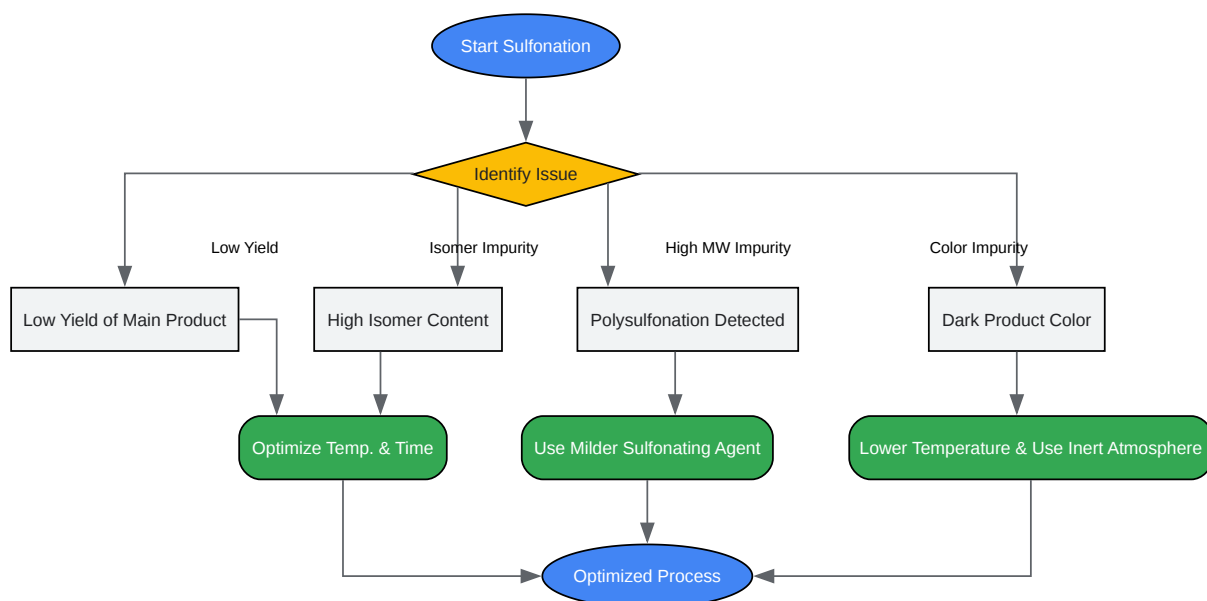 Start Sulfonation
Identify Issue
Low Yield
Isomer Impurity
High MW Impurity
Color Impurity
Low Yield of Main Product
High Isomer Content
Polysulfonation Detected
Dark Product Color
Optimize Temp. & Time
Use Milder Sulfonating Agent
Lower Temperature & Use Inert Atmosphere
Optimized Process